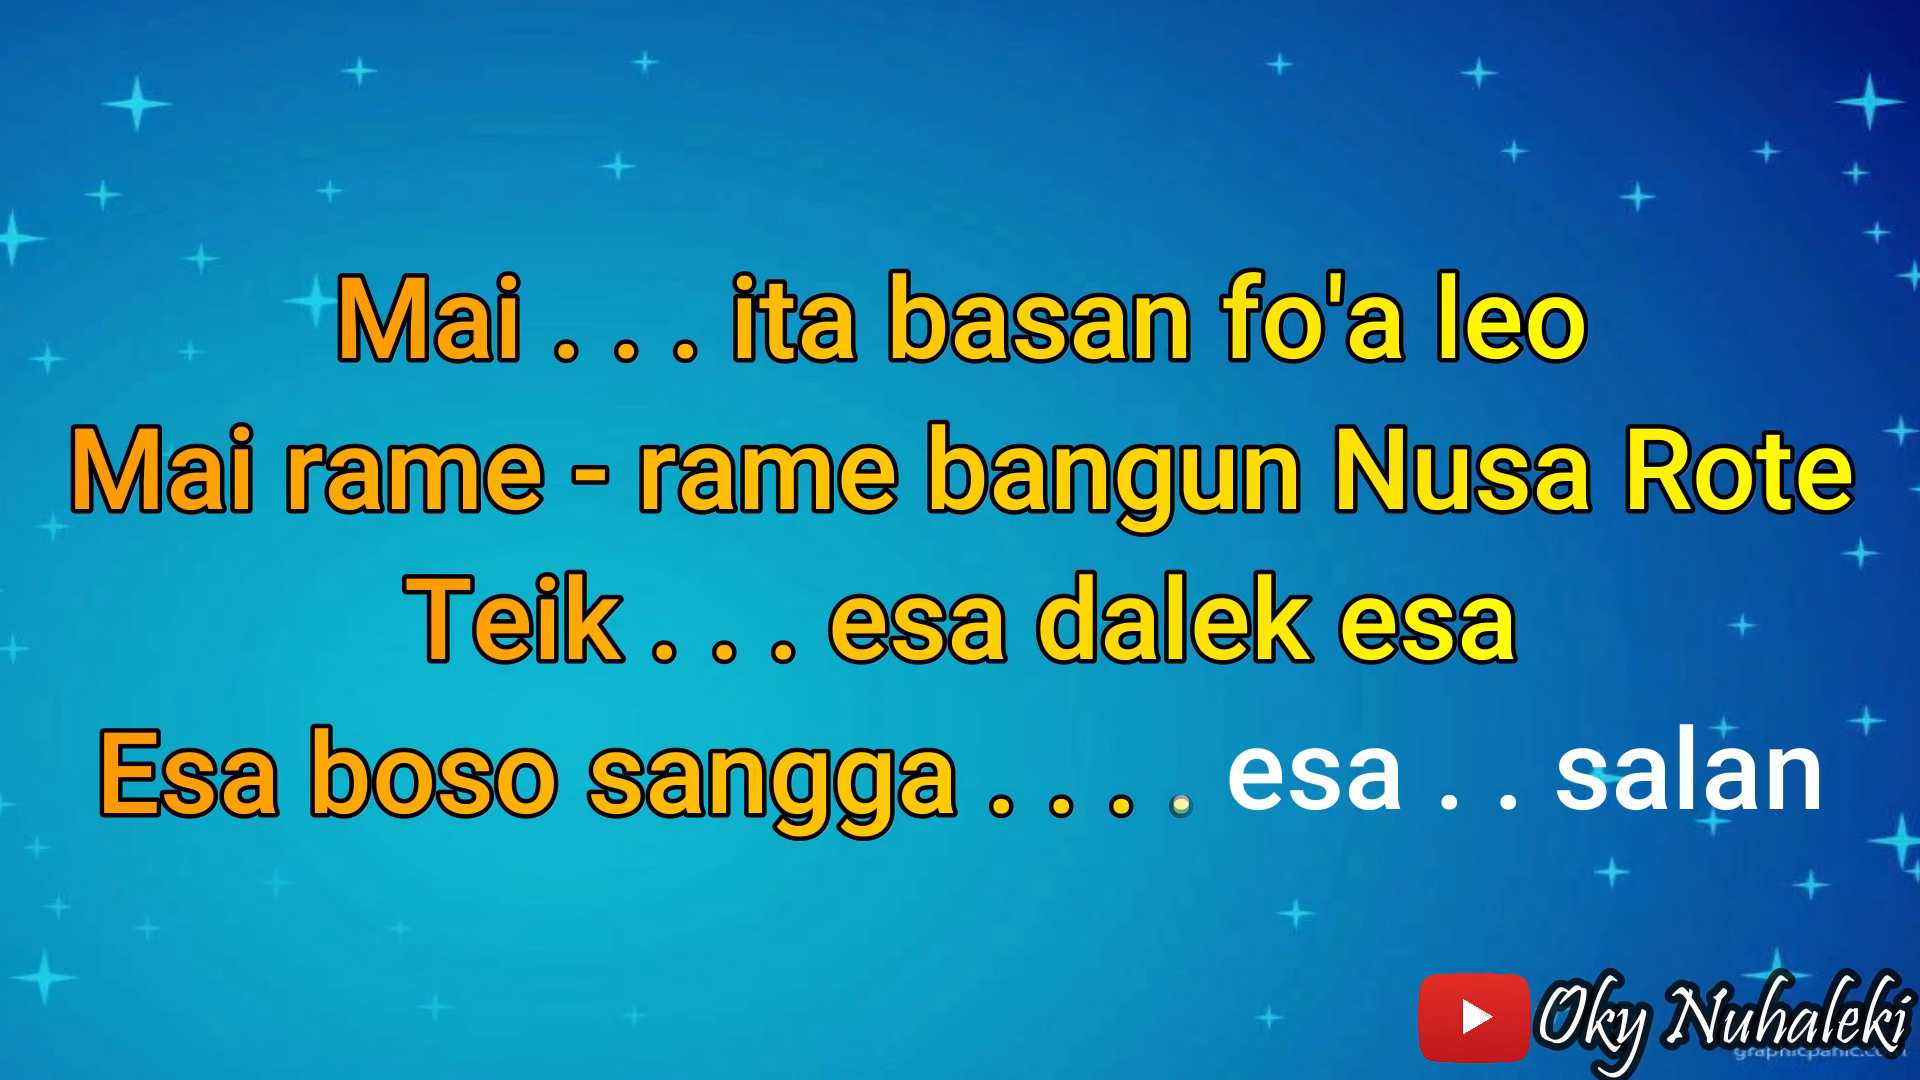 Mai . . . ita basan fo'a leo
Mai rame - rame bangun Nusa Rote
Teik . . . esa dalek esa
Esa boso sangga . . . . esa . . salan
Oky Nuhaleki